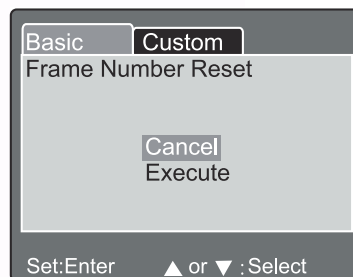 Basic Custom
Frame Number Reset
Cancel
Execute
Set:Enter ▲ or ▼ :Select